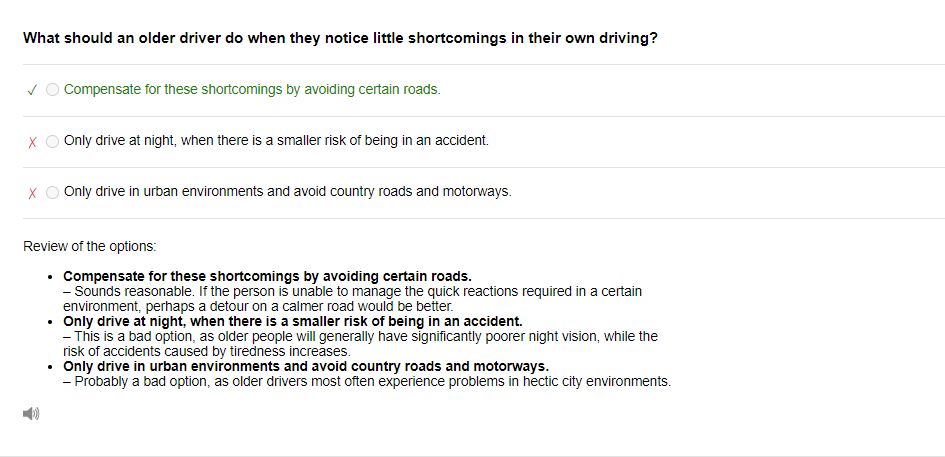 What should an older driver do when they notice little shortcomings in their own driving?
✓ Compensate for these shortcomings by avoiding certain roads.
X Only drive at night, when there is a smaller risk of being in an accident.
X Only drive in urban environments and avoid country roads and motorways.
Review of the options:
• Compensate for these shortcomings by avoiding certain roads.
– Sounds reasonable. If the person is unable to manage the quick reactions required in a certain
environment, perhaps a detour on a calmer road would be better.
• Only drive at night, when there is a smaller risk of being in an accident.
– This is a bad option, as older people will generally have significantly poorer night vision, while the
risk of accidents caused by tiredness increases.
• Only drive in urban environments and avoid country roads and motorways.
– Probably a bad option, as older drivers most often experience problems in hectic city environments.